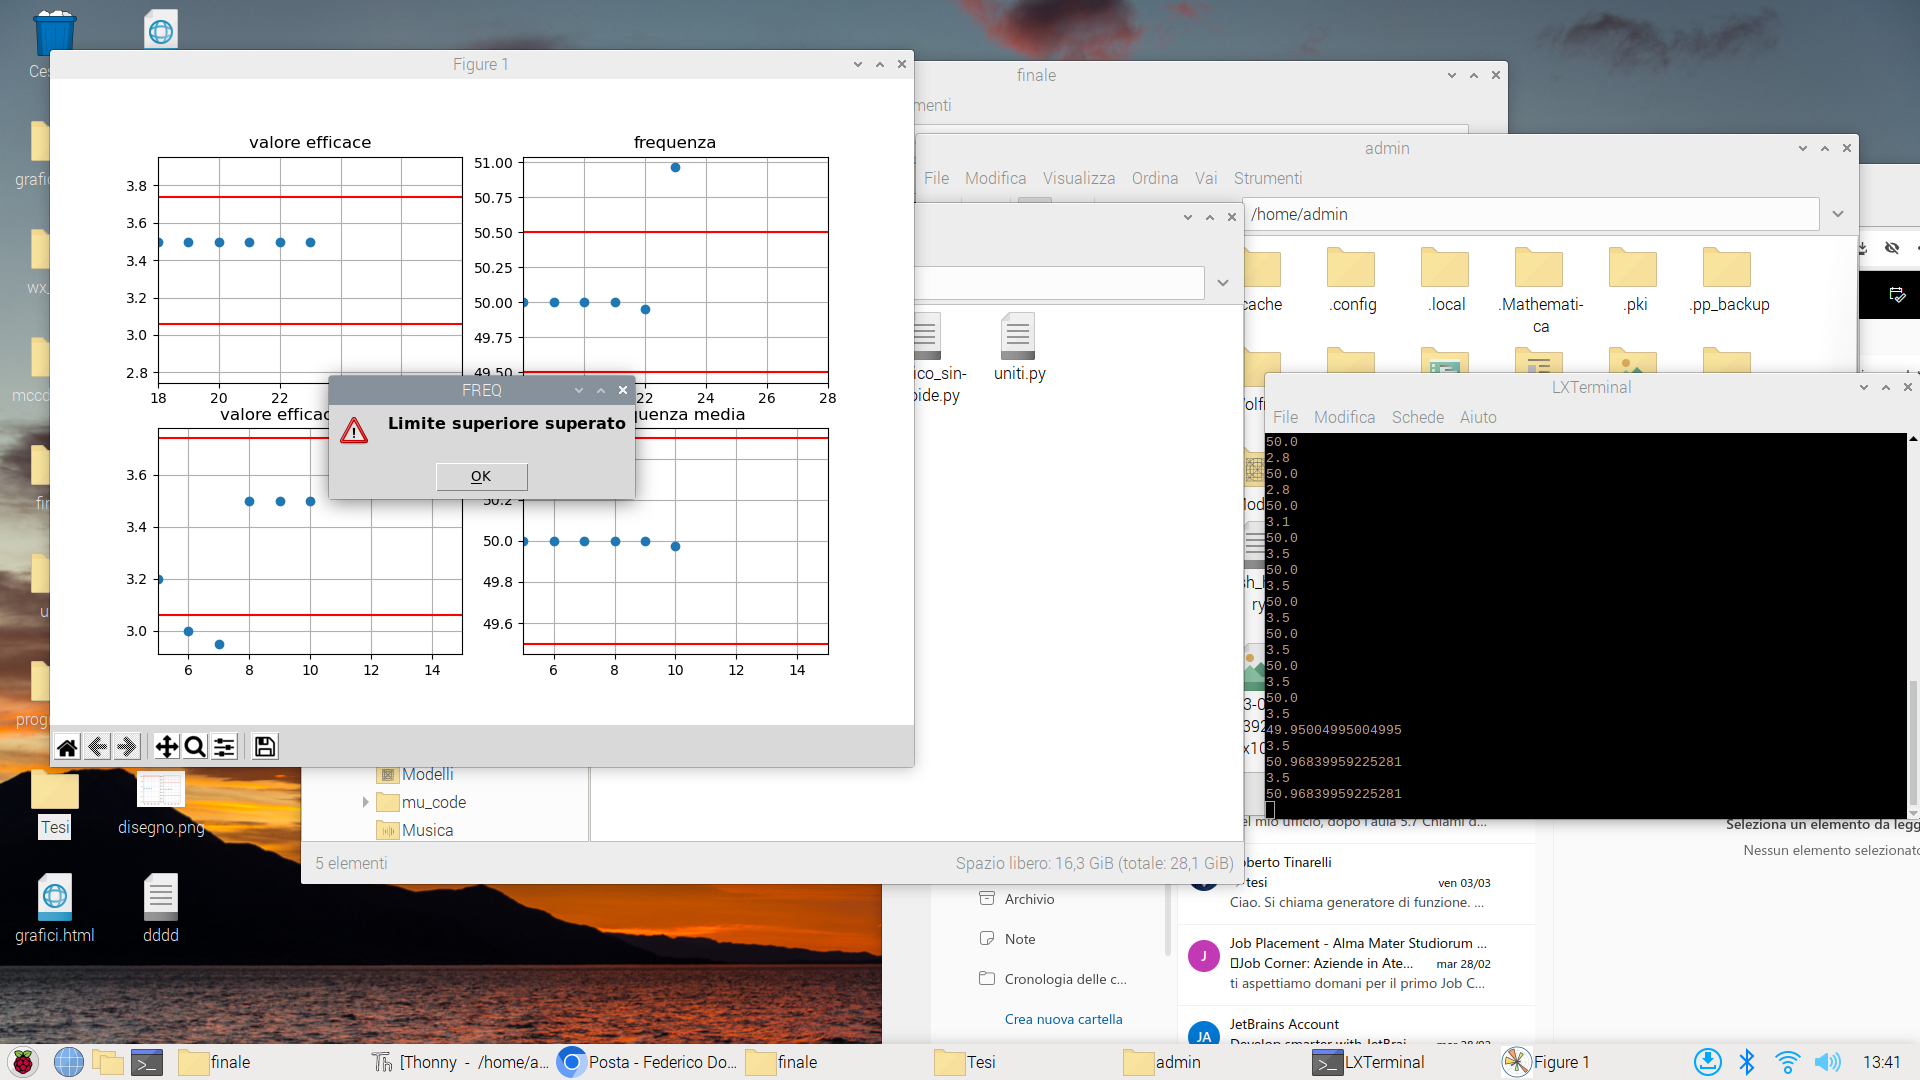 Figure 1
valore efficace
3.8
3.6
3.4
3.2
3.0
2.8
18
20
22
frequenza
51.00
50.75
50.50
50.25
50.00
49.75
49.50
22
24
26
28
valore efficac
3.6
3.4
3.2
3.0
6
8
10
12
14
quenza media
50.2
50.0
49.8
49.6
6
8
10
12
14
FREQ
Limite superiore superato
OK
finale
menti
admin
File
Modifica
Visualizza
Ordina
Vai
Strumenti
/home/admin
cache
.config
.local
.Mathemati-
ca
.pki
.pp_backup
ico_sin-
oide.py
uniti.py
LXTerminal
File
Modifica
Schede
Aiuto
50.0
2.8
50.0
2.8
50.0
3.1
50.0
3.5
50.0
3.5
50.0
3.5
50.0
3.5
50.0
3.5
50.0
3.5
49.95004995004995
3.5
50.96839959225281
3.5
50.96839959225281
Modelli
mu_code
Musica
5 elementi
Spazio libero: 16,3 GiB (totale: 28,1 GiB)
Tesi
disegno.png
grafici.html
dddd
Archivio
Note
Cronologia delle c...
Crea nuova cartella
el mio ufficio, dopo l'aula 5.7 Chiami d...
oberto Tinarelli
tesi
ven 03/03
Ciao. Si chiama generatore di funzione. ...
J
Job Placement - Alma Mater Studiorum ...
Job Corner: Aziende in Ate...
mar 28/02
ti aspettiamo domani per il primo Job C...
JA
JetBrains Account
Seleziona un elemento da legg
Nessun elemento selezionato
finale
[Thonny - /home/a...
Posta - Federico Do...
finale
Tesi
admin
LXTerminal
Figure 1
13:41